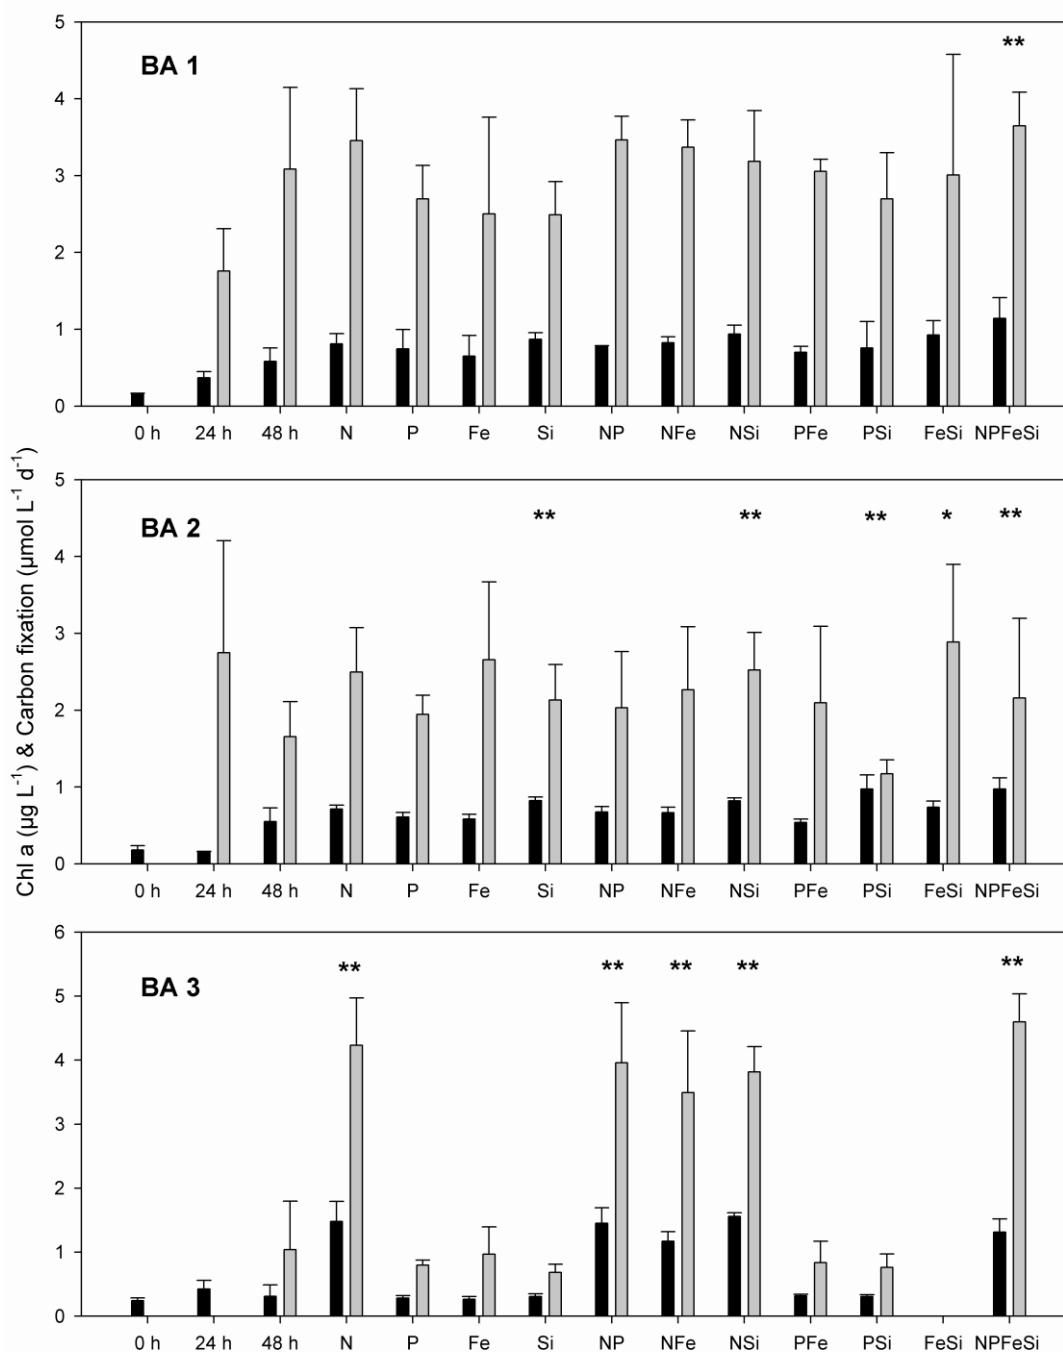 5
4
3
2
1
0
BA 1
**
0 h 24 h 48 h N P Fe Si NP NFe NSi PFe PSi FeSi NPFeSi
Chl a (µg L⁻¹) & Carbon fixation (µmol L⁻¹ d⁻¹)
5
4
3
2
1
0
BA 2
** ** ** * **
0 h 24 h 48 h N P Fe Si NP NFe NSi PFe PSi FeSi NPFeSi
6
5
4
3
2
1
0
BA 3
** ** ** ** **
0 h 24 h 48 h N P Fe Si NP NFe NSi PFe PSi FeSi NPFeSi